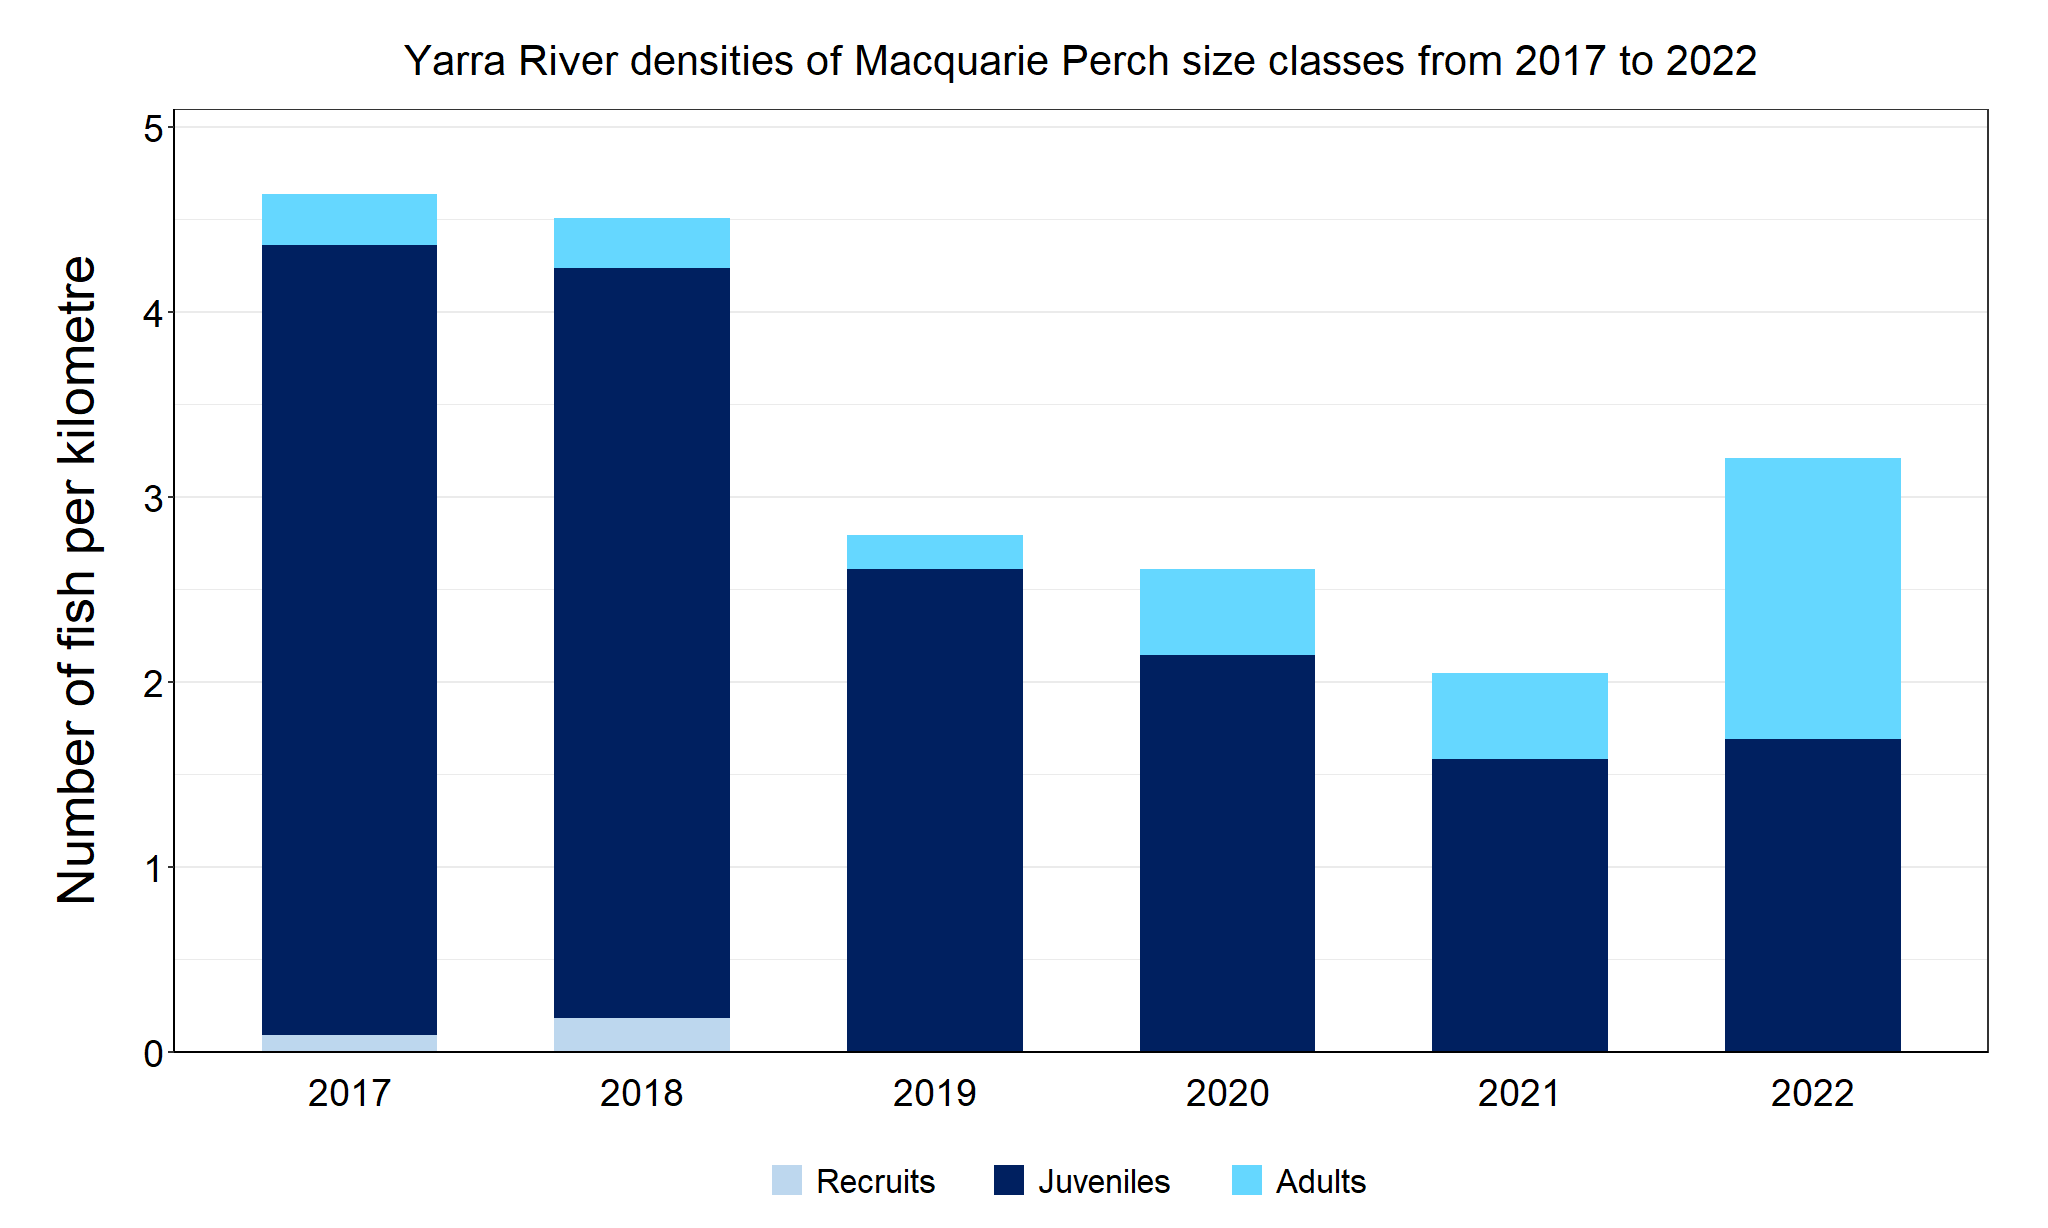 Yarra River densities of Macquarie Perch size classes from 2017 to 2022
Number of fish per kilometre
5
4
3
2
1
0
2017 2018 2019 2020 2021 2022
Recruits Juveniles Adults